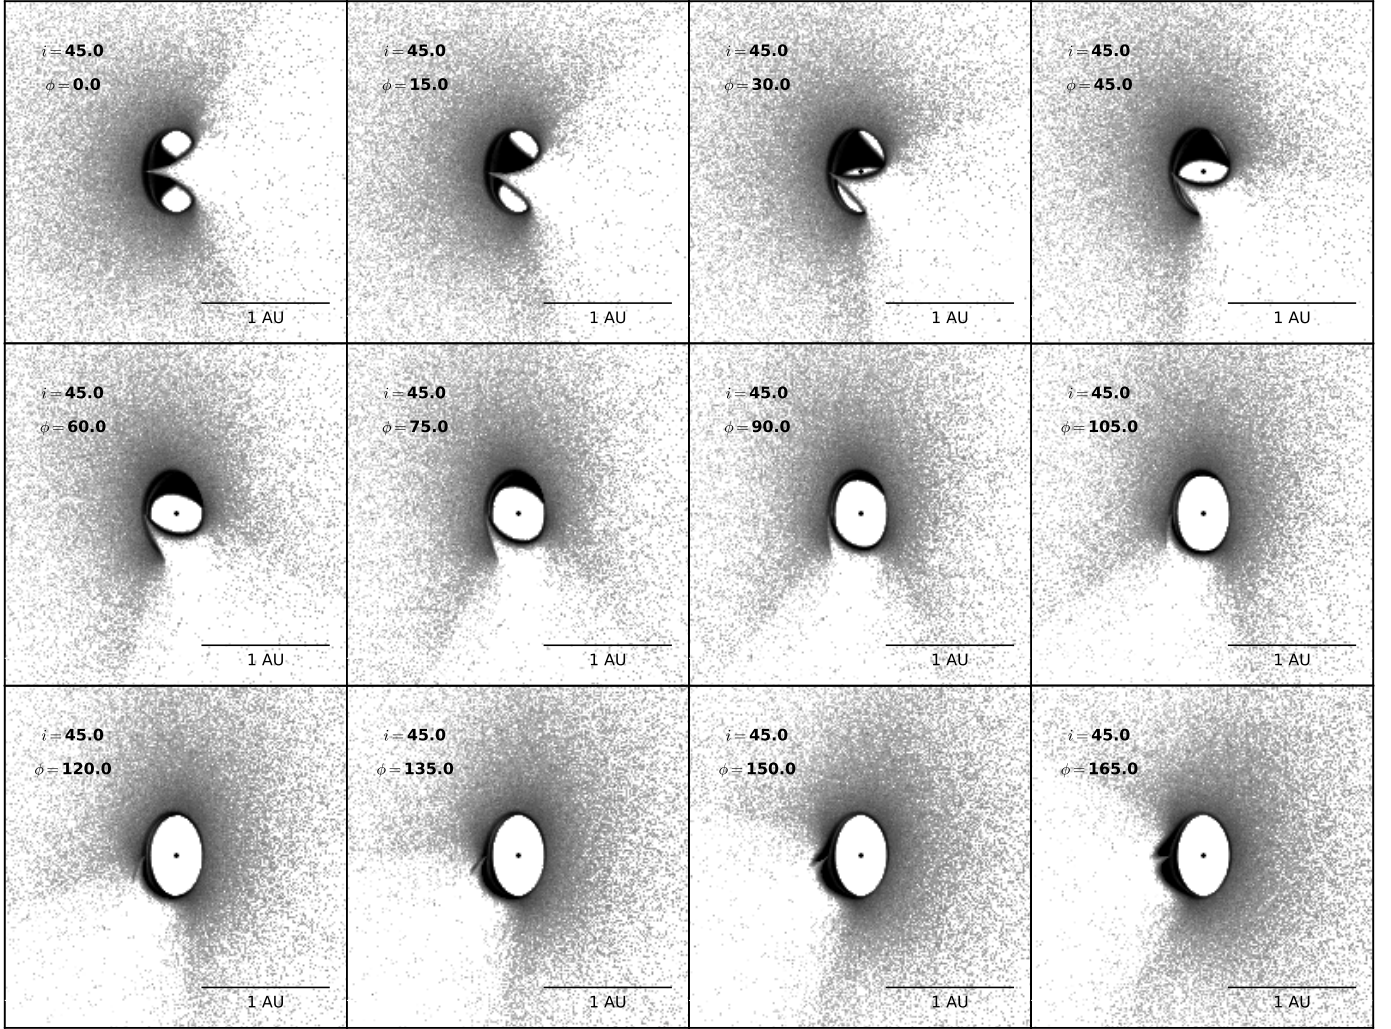 i = 45.0
ϕ = 0.0
1 AU
i = 45.0
ϕ = 15.0
1 AU
i = 45.0
ϕ = 30.0
1 AU
i = 45.0
ϕ = 45.0
1 AU
i = 45.0
ϕ = 60.0
1 AU
i = 45.0
ϕ = 75.0
1 AU
i = 45.0
ϕ = 90.0
1 AU
i = 45.0
ϕ = 105.0
1 AU
i = 45.0
ϕ = 120.0
1 AU
i = 45.0
ϕ = 135.0
1 AU
i = 45.0
ϕ = 150.0
1 AU
i = 45.0
ϕ = 165.0
1 AU